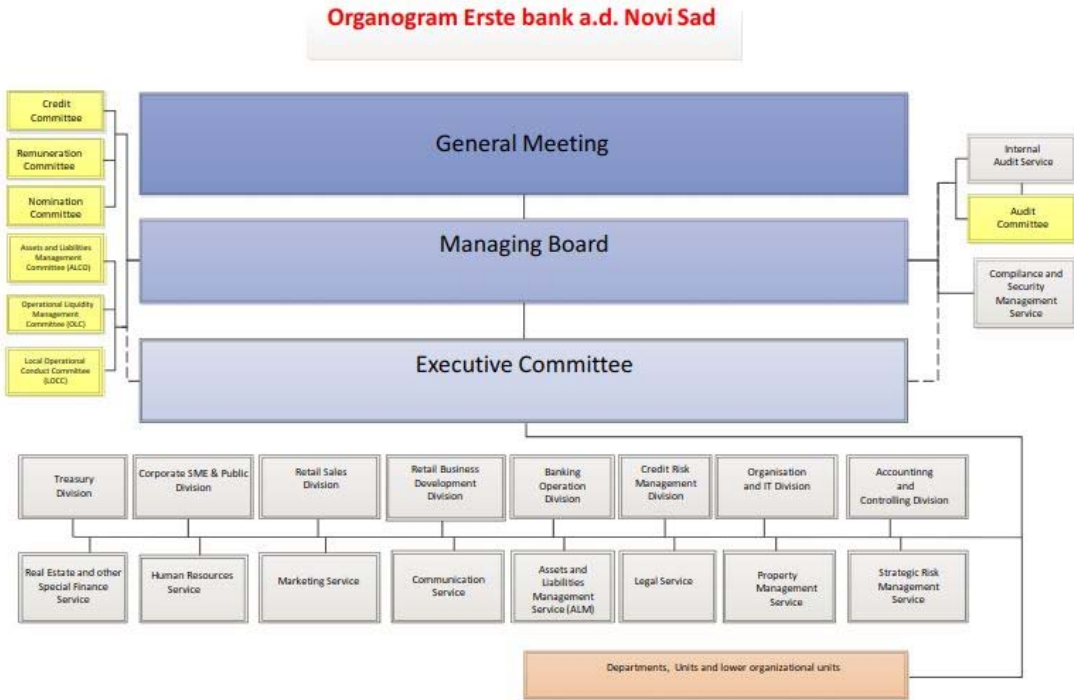 Organogram Erste bank a.d. Novi Sad
Credit
Committee
Remuneration
Committee
Nomination
Committee
Assets and Liabilities
Management
Committee (ALCO)
Operational Liquidity
Management
Committee (OLC)
Local Operational
Conduct Committee
(LOCC)
General Meeting
Managing Board
Executive Committee
Internal
Audit Service
Audit
Committee
Compilance and
Security
Management
Service
Treasury
Division
Corporate SME & Public
Division
Retail Sales
Division
Retail Business
Development
Division
Banking
Operation
Division
Credit Risk
Management
Division
Organisation
and IT Division
Accountinng
and
Controlling Division
Real Estate and other
Special Finance
Service
Human Resources
Service
Marketing Service
Communication
Service
Assets and
Liabilities
Management
Service (ALM)
Legal Service
Property
Management
Service
Strategic Risk
Management
Service
Departments, Units and lower organizational units